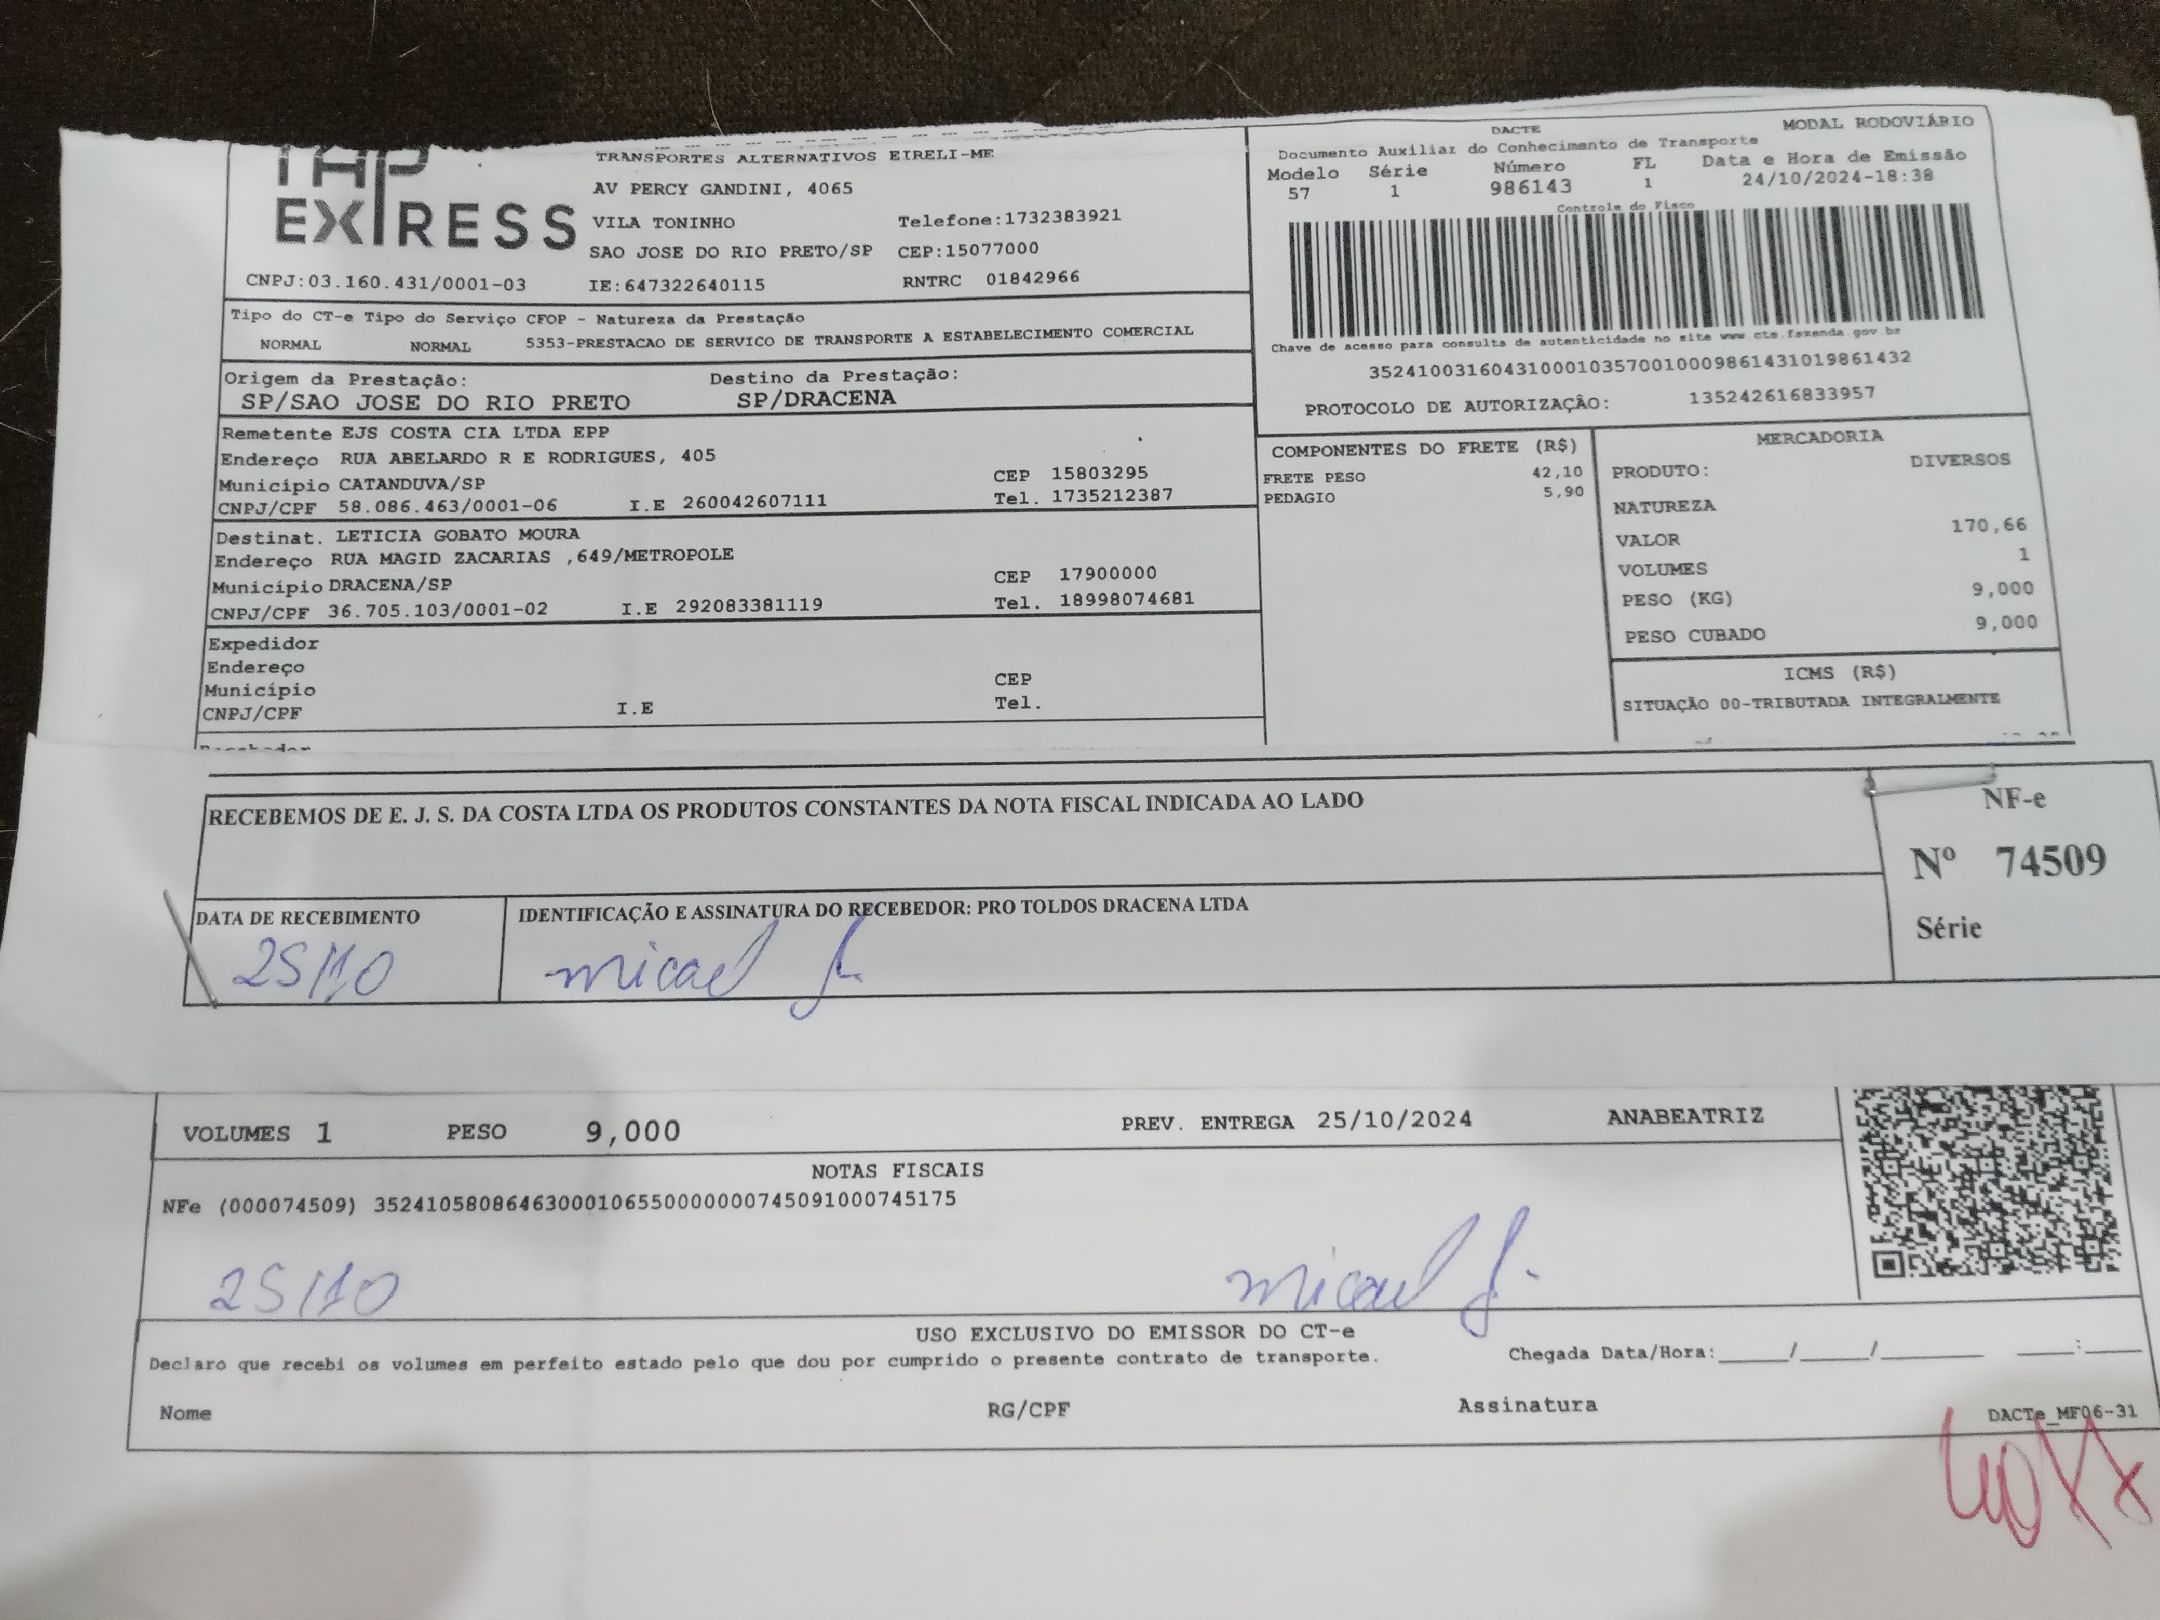 TAP
EXPRESS
TRANSPORTES ALTERNATIVOS EIRELI-ME
AV PERCY GANDINI, 4065
VILA TONINHO Telefone:1732383921
SAO JOSE DO RIO PRETO/SP CEP:15077000
CNPJ:03.160.431/0001-03 IE:647322640115 RNTRC 01842966
DACTE MODAL RODOVIÁRIO
Documento Auxiliar do Conhecimento de Transporte
Modelo Série Número FL Data e Hora de Emissão
57 1 986143 1 24/10/2024-18:38
Controle do Fisco
Chave de acesso para consulta de autenticidade no site www.cte.fazenda.gov.br
35241003160431000103570010009861431019861432
PROTOCOLO DE AUTORIZAÇÂO: 135242616833957
Tipo do CT-e Tipo do Serviço CFOP - Natureza da Prestação
NORMAL NORMAL 5353-PRESTACAO DE SERVICO DE TRANSPORTE A ESTABELECIMENTO COMERCIAL
Origem da Prestação: Destino da Prestação:
SP/SAO JOSE DO RIO PRETO SP/DRACENA
Remetente EJS COSTA CIA LTDA EPP
Endereço RUA ABELARDO R E RODRIGUES, 405
Município CATANDUVA/SP CEP 15803295
CNPJ/CPF 58.086.463/0001-06 I.E 260042607111 Tel. 1735212387
Destinat. LETICIA GOBATO MOURA
Endereço RUA MAGID ZACARIAS ,649/METROPOLE
Município DRACENA/SP CEP 17900000
CNPJ/CPF 36.705.103/0001-02 I.E 292083381119 Tel. 18998074681
Expedidor
Endereço
Município CEP
CNPJ/CPF I.E Tel.
COMPONENTES DO FRETE (R$)
FRETE PESO 42,10
PEDAGIO 5,90
MERCADORIA
PRODUTO: DIVERSOS
NATUREZA
VALOR 170,66
VOLUMES 1
PESO (KG) 9,000
PESO CUBADO 9,000
ICMS (R$)
SITUAÇÃO 00-TRIBUTADA INTEGRALMENTE
RECEBEMOS DE E. J. S. DA COSTA LTDA OS PRODUTOS CONSTANTES DA NOTA FISCAL INDICADA AO LADO
NF-e
Nº 74509
Série
DATA DE RECEBIMENTO IDENTIFICAÇÃO E ASSINATURA DO RECEBEDOR: PRO TOLDOS DRACENA LTDA
25/10 micael
VOLUMES 1 PESO 9,000 PREV. ENTREGA 25/10/2024 ANABEATRIZ
NOTAS FISCAIS
NFe (000074509) 35241058086463000106550000000745091000745175
25/10 micael
USO EXCLUSIVO DO EMISSOR DO CT-e
Declaro que recebi os volumes em perfeito estado pelo que dou por cumprido o presente contrato de transporte. Chegada Data/Hora:_____/_____/_______ ____:____
Nome RG/CPF Assinatura
DACTe_MF06-31